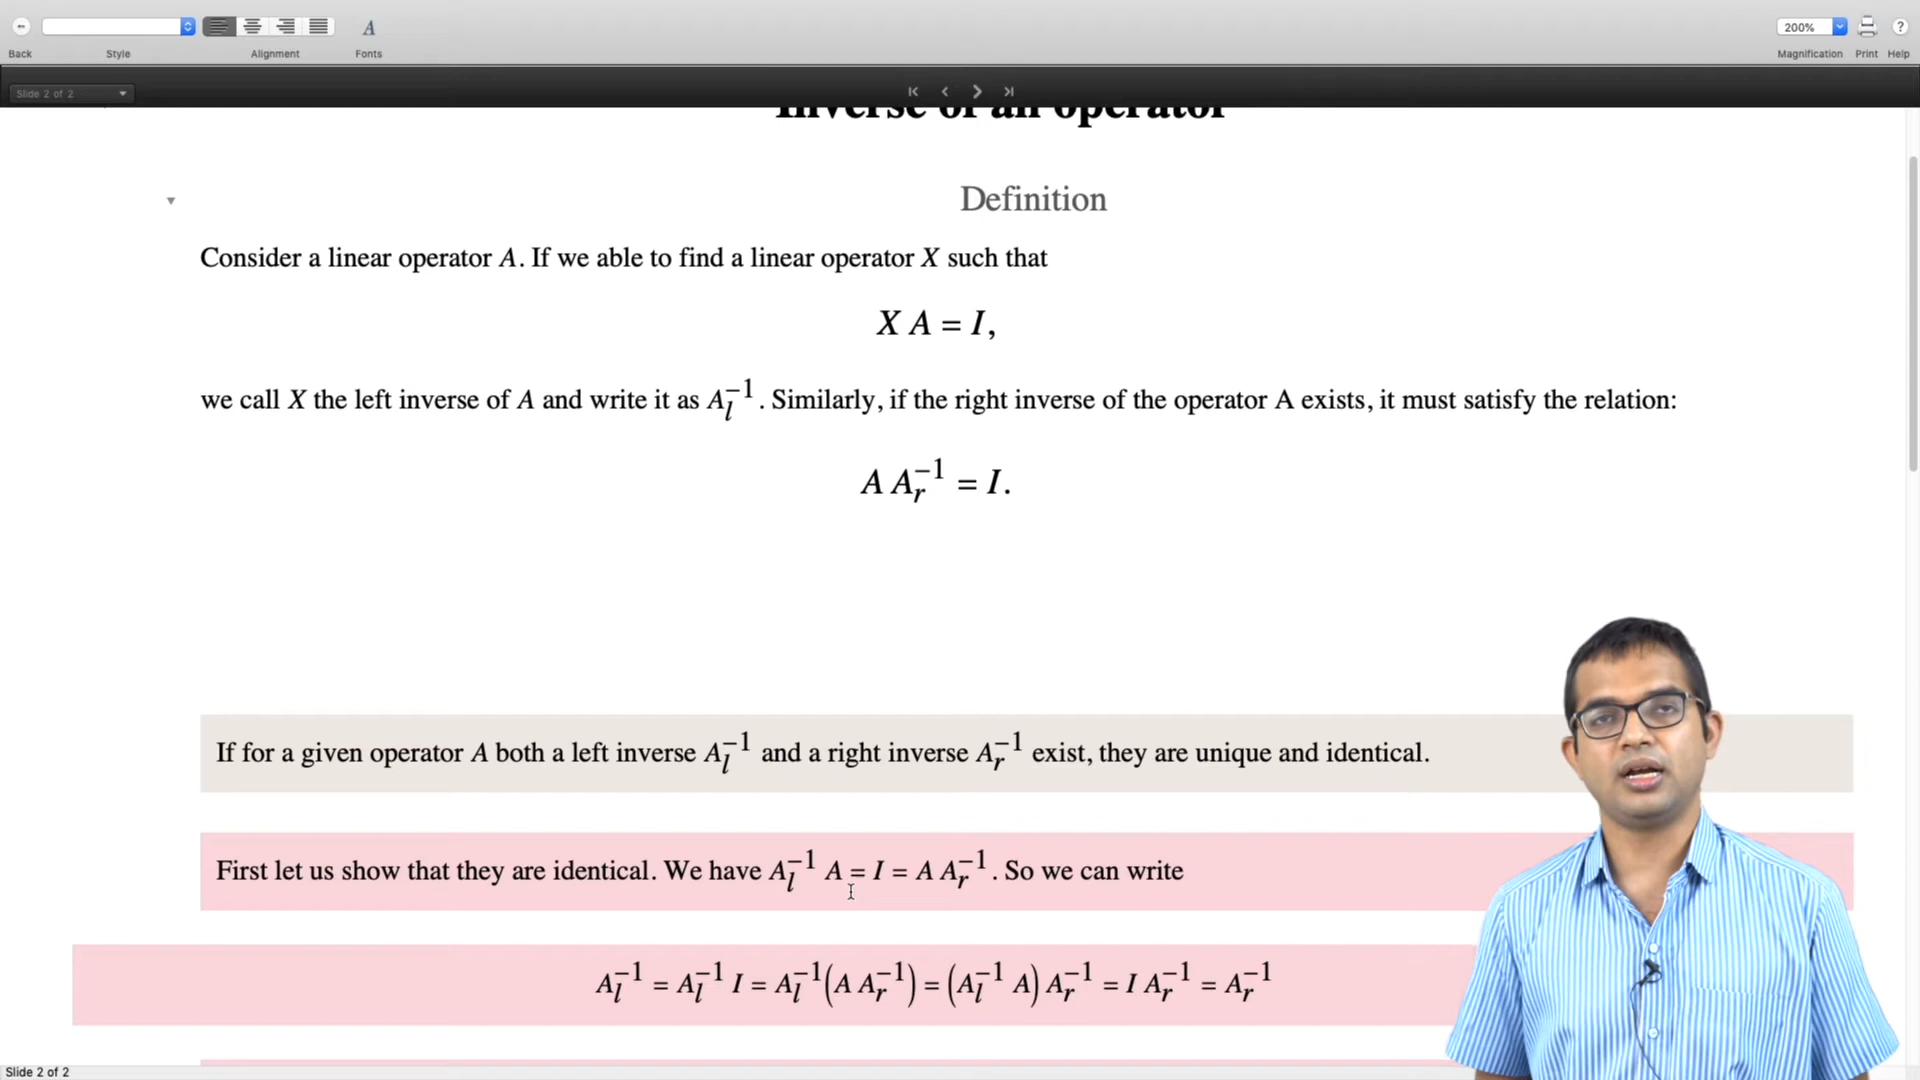 200%
Back Style Alignment Fonts Magnification Print Help
Slide 2 of 2
Inverse of an operator
Definition
Consider a linear operator A. If we able to find a linear operator X such that
X A = I,
we call X the left inverse of A and write it as A_l^{-1}. Similarly, if the right inverse of the operator A exists, it must satisfy the relation:
A A_r^{-1} = I.
If for a given operator A both a left inverse A_l^{-1} and a right inverse A_r^{-1} exist, they are unique and identical.
First let us show that they are identical. We have A_l^{-1} A = I = A A_r^{-1}. So we can write
A_l^{-1} = A_l^{-1} I = A_l^{-1}(A A_r^{-1}) = (A_l^{-1} A) A_r^{-1} = I A_r^{-1} = A_r^{-1}
Slide 2 of 2